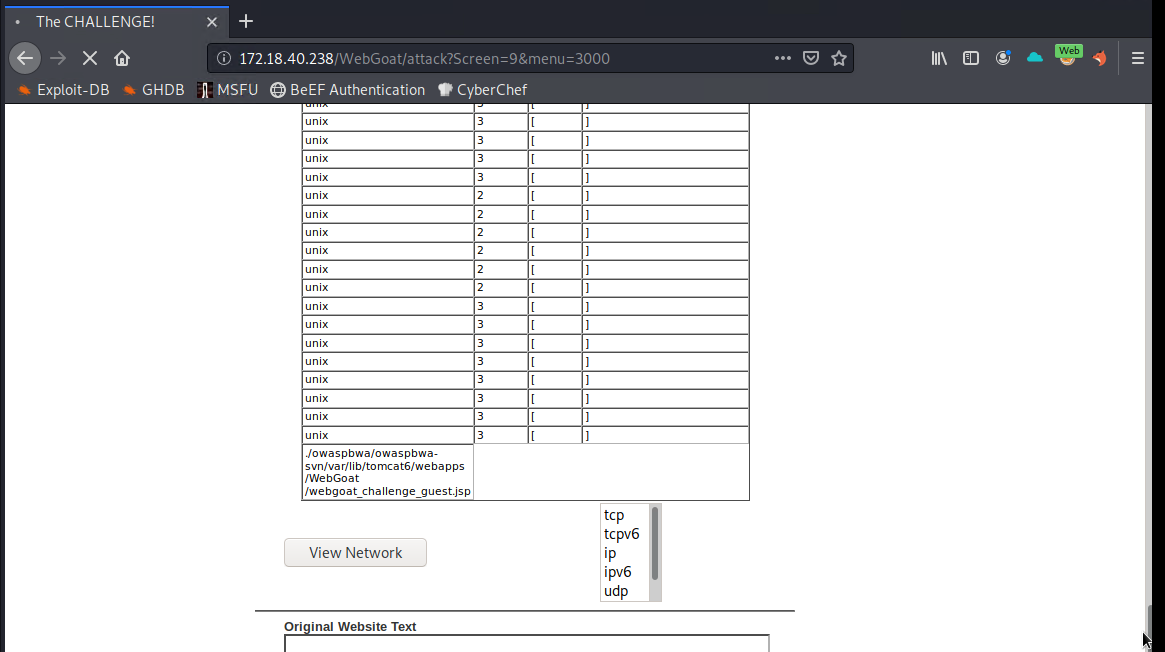 The CHALLENGE!
172.18.40.238/WebGoat/attack?Screen=9&menu=3000
Web
Exploit-DB GHDB MSFU BeEF Authentication CyberChef
unix 3 [ ]
unix 3 [ ]
unix 3 [ ]
unix 3 [ ]
unix 3 [ ]
unix 2 [ ]
unix 2 [ ]
unix 2 [ ]
unix 2 [ ]
unix 2 [ ]
unix 2 [ ]
unix 3 [ ]
unix 3 [ ]
unix 3 [ ]
unix 3 [ ]
unix 3 [ ]
unix 3 [ ]
unix 3 [ ]
unix 3 [ ]
./owaspbwa/owaspbwa-
svn/var/lib/tomcat6/webapps
/WebGoat
/webgoat_challenge_guest.jsp
tcp
tcpv6
ip
ipv6
udp
View Network
Original Website Text